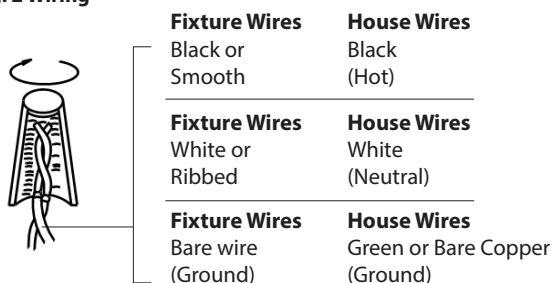 2 Wiring
Fixture Wires House Wires
Black or Black
Smooth (Hot)
Fixture Wires House Wires
White or White
Ribbed (Neutral)
Fixture Wires House Wires
Bare wire Green or Bare Copper
(Ground) (Ground)